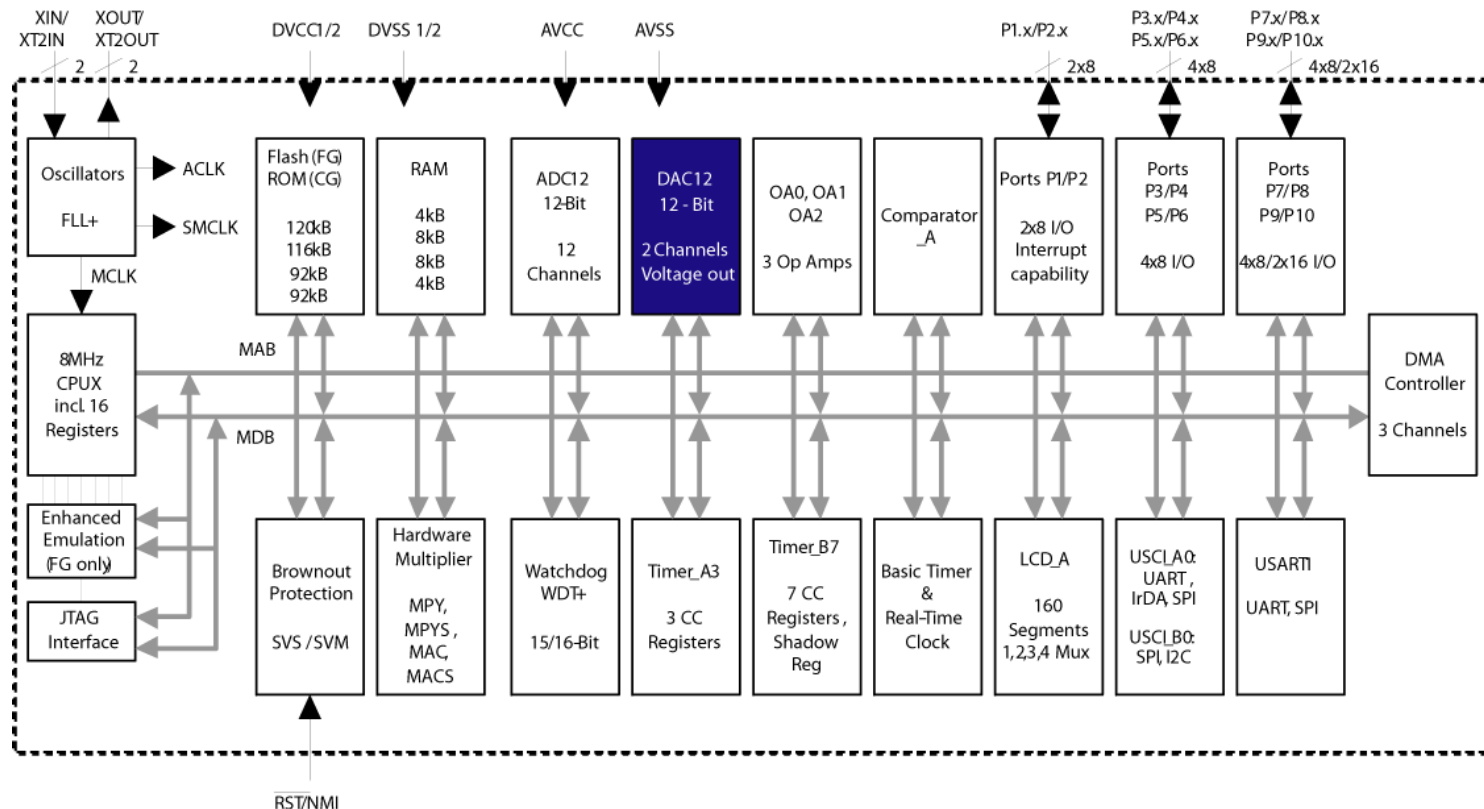 XIN/
XT2IN
XOUT/
XT2OUT
DVCC1/2
DVSS 1/2
AVCC
AVSS
P1.x/P2.x
P3.x/P4.x
P5.x/P6.x
P7.x/P8.x
P9.x/P10.x
2
2
2x8
4x8
4x8/2x16
Oscillators
FLL+
ACLK
SMCLK
MCLK
Flash (FG)
ROM (CG)
120kB
116kB
92kB
92kB
RAM
4kB
8kB
8kB
4kB
ADC12
12-Bit
12
Channels
DAC12
12 - Bit
2 Channels
Voltage out
OA0, OA1
OA2
3 Op Amps
Comparator
_A
Ports P1/P2
2x8 I/O
Interrupt
capability
Ports
P3/P4
P5/P6
4x8 I/O
Ports
P7/P8
P9/P10
4x8/2x16 I/O
8MHz
CPUX
incl. 16
Registers
MAB
MDB
DMA
Controller
3 Channels
Enhanced
Emulation
(FG only)
JTAG
Interface
Brownout
Protection
SVS / SVM
Hardware
Multiplier
MPY,
MPYS ,
MAC,
MACS
Watchdog
WDT+
15/16-Bit
Timer_A3
3 CC
Registers
Timer_B7
7 CC
Registers ,
Shadow
Reg
Basic Timer
&
Real-Time
Clock
LCD_A
160
Segments
1,2,3,4 Mux
USCI_A0:
UART ,
IrDA, SPI
USCI_B0:
SPI, I2C
USART1
UART, SPI
RST/NMI